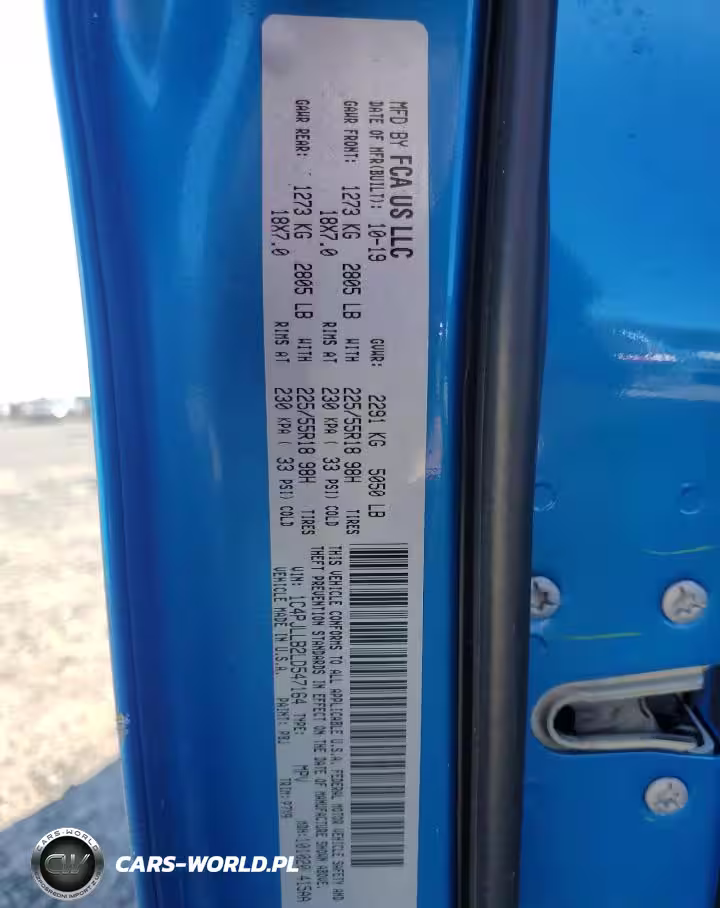 MFD BY FCA US LLC
DATE OF MFR(BUILT): 10-19 GVWR: 2291 KG 5050 LB
GAWR FRONT: 1273 KG 2805 LB WITH 225/55R18 98H TIRES
18X7.0 RIMS AT 230 KPA ( 33 PSI) COLD
GAWR REAR: 1273 KG 2805 LB WITH 225/55R18 98H TIRES
18X7.0 RIMS AT 230 KPA ( 33 PSI) COLD
THIS VEHICLE CONFORMS TO ALL APPLICABLE U.S.A. FEDERAL MOTOR VEHICLE SAFETY AND
THEFT PREVENTION STANDARDS IN EFFECT ON THE DATE OF MANUFACTURE SHOWN ABOVE.
VIN: 1C4PJLLB2LD547164 TYPE: MPV
VEHICLE MADE IN U.S.A. PAINT: PBJ TRIM:
CARS-WORLD
CW
CARS-WORLD.PL